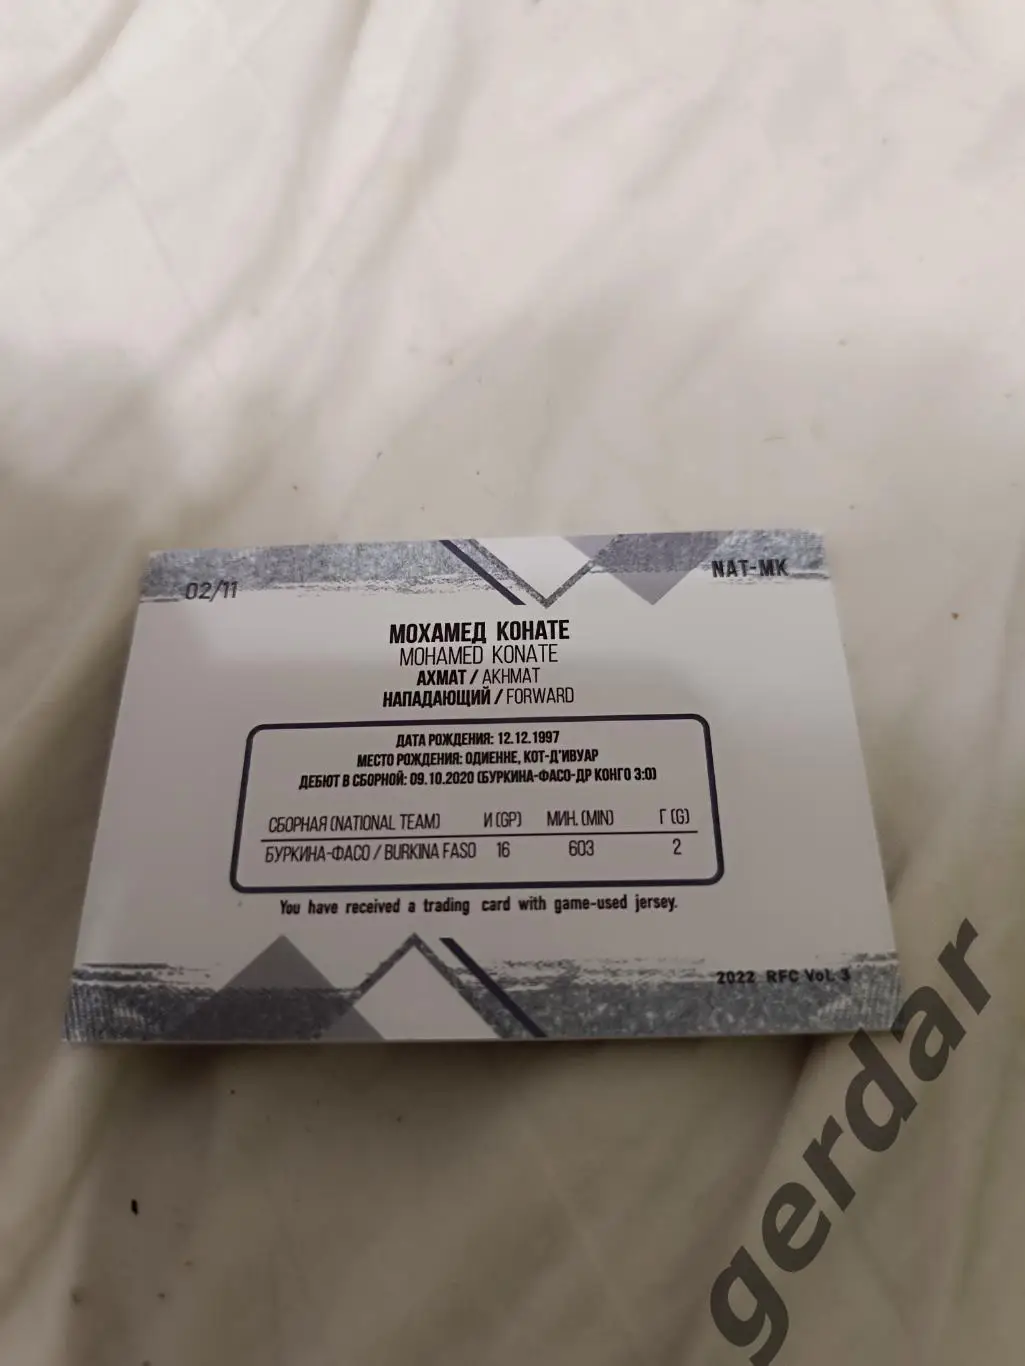 02/11
NAT-MK
МОХАМЕД КОНАТЕ
MOHAMED KONATE
АХМАТ / AKHMAT
НАПАДАЮЩИЙ / FORWARD
ДАТА РОЖДЕНИЯ: 12.12.1997
МЕСТО РОЖДЕНИЯ: ОДИЕННЕ, КОТ-Д'ИВУАР
ДЕБЮТ В СБОРНОЙ: 09.10.2020 (БУРКИНА-ФАСО-ДР КОНГО 3:0)
СБОРНАЯ (NATIONAL TEAM) И (GP) МИН. (MIN) Г (G)
БУРКИНА-ФАСО / BURKINA FASO 16 603 2
You have received a trading card with game-used jersey.
2022 RFC Vol. 3
gerdar